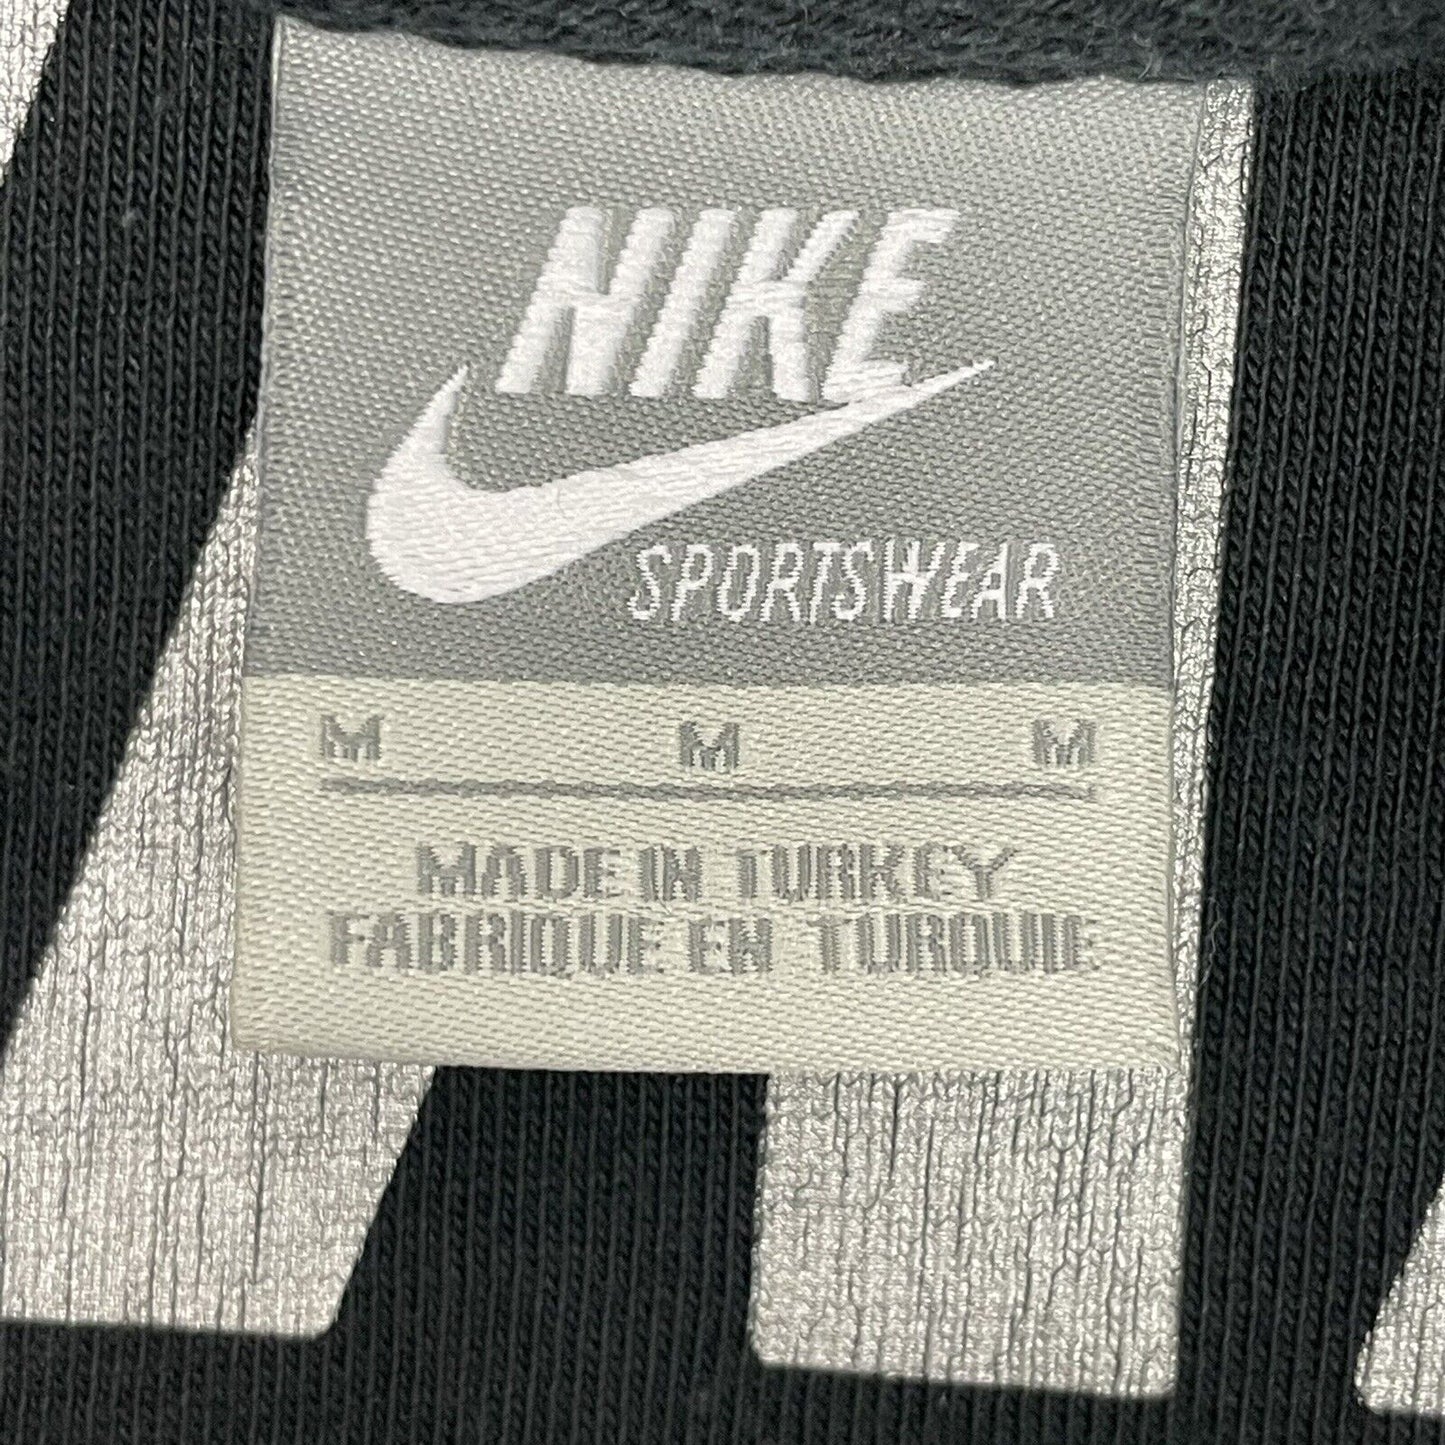 NIKE
SPORTSWEAR
M M M
MADE IN TURKEY
FABRIQUE EN TURQUIE